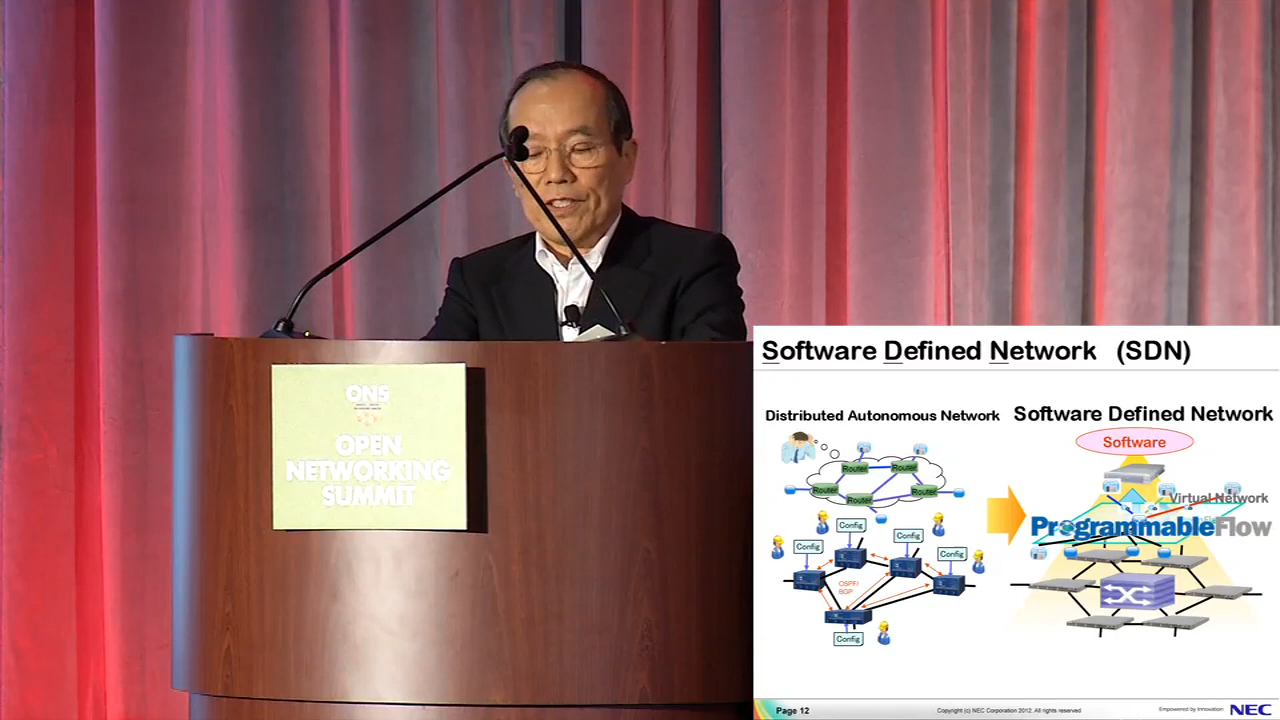 ONS
OPEN
NETWORKING
SUMMIT
Software Defined Network (SDN)
Distributed Autonomous Network
Software Defined Network
Software
Router
Router
Router
Router
Router
Virtual Network
ProgrammableFlow
Config
Config
Config
Config
OSPF/
BGP
Config
Page 12
Copyright (c) NEC Corporation 2012. All rights reserved
Empowered by Innovation
NEC